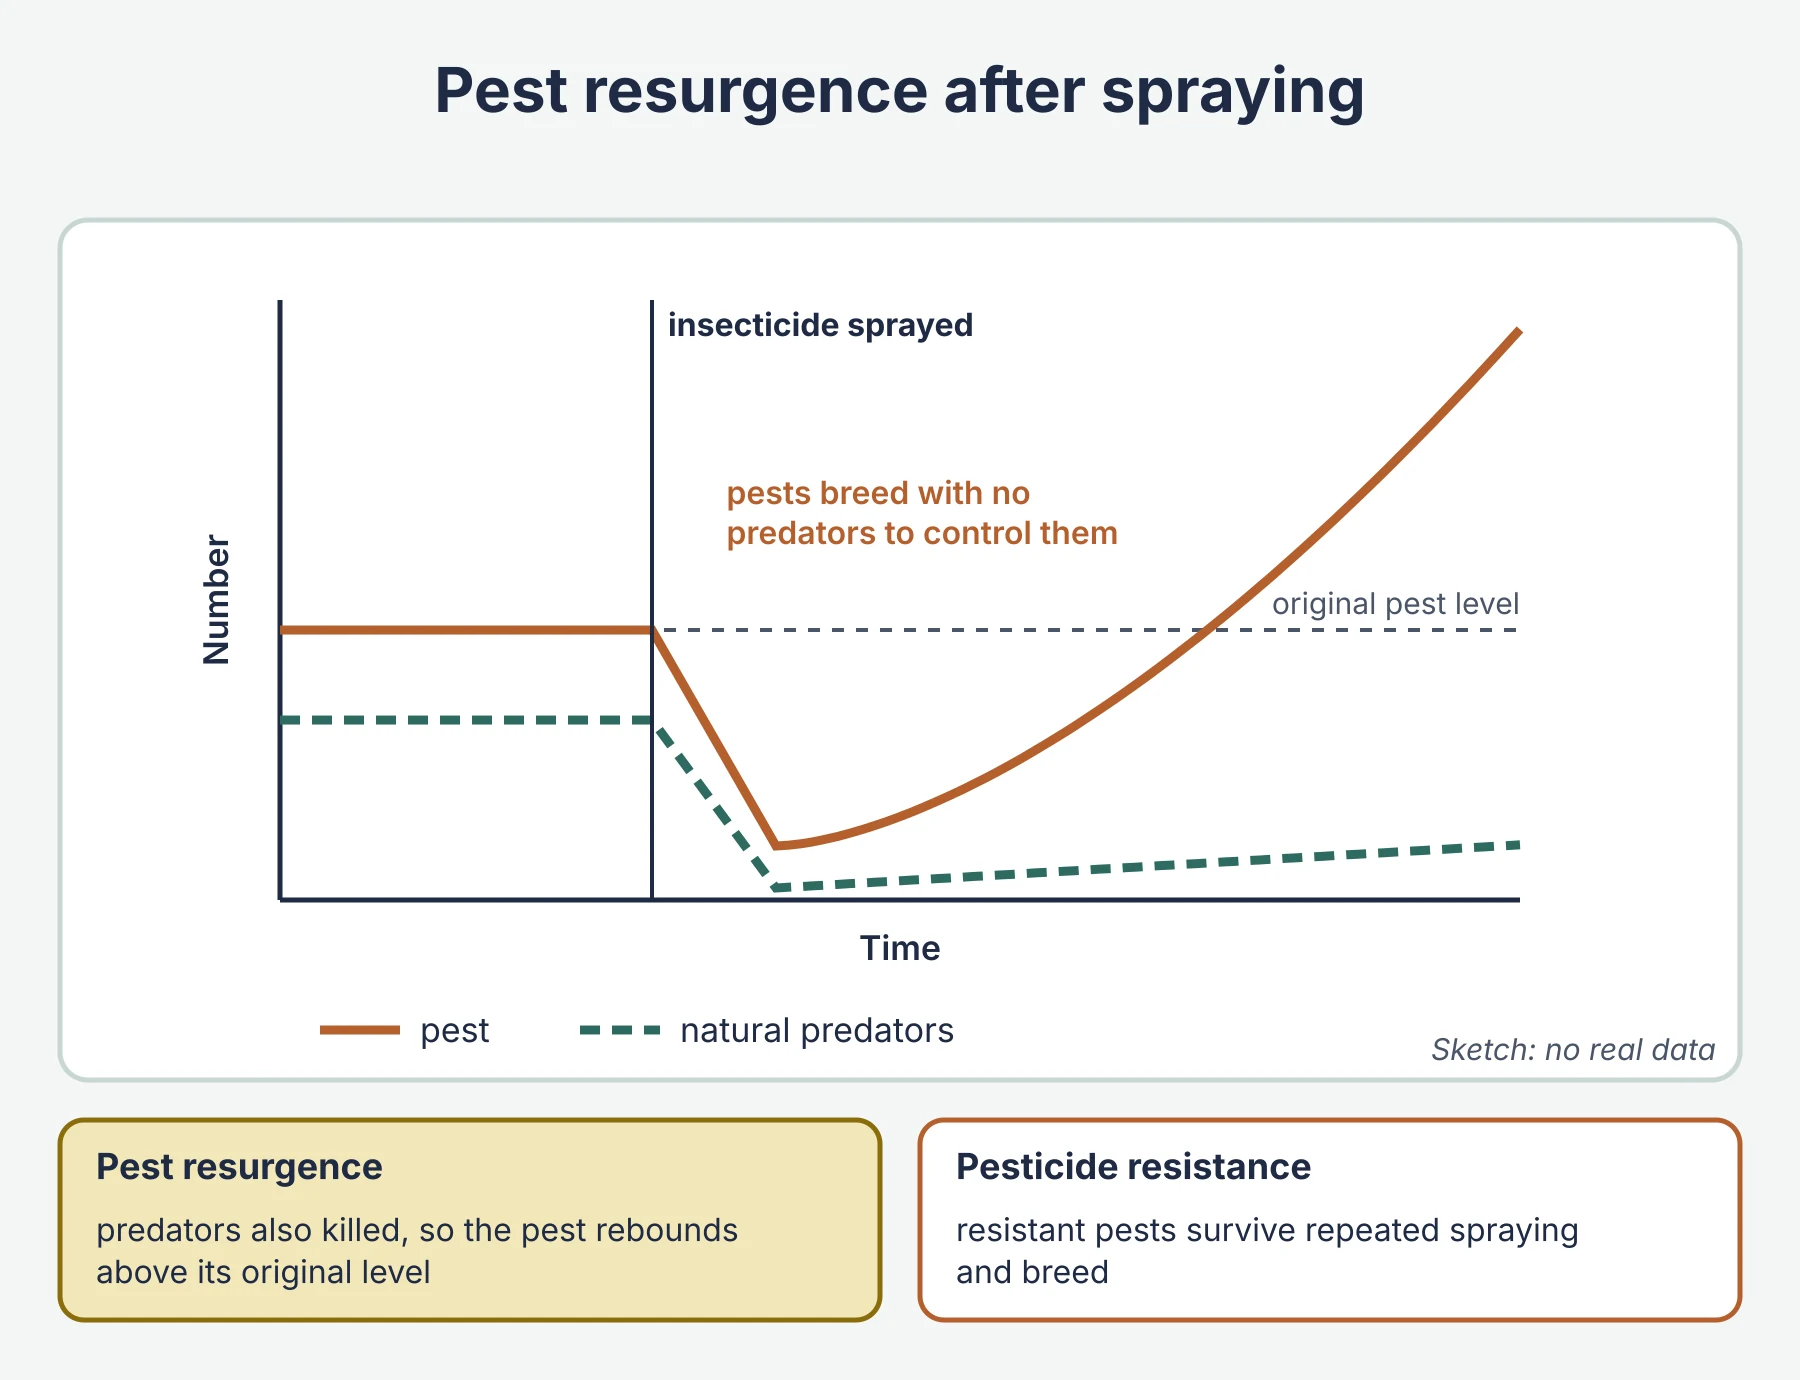 Pest resurgence after spraying
insecticide sprayed
pests breed with no
predators to control them
original pest level
Number
Time
pest
natural predators
Sketch: no real data
Pest resurgence
predators also killed, so the pest rebounds
above its original level
Pesticide resistance
resistant pests survive repeated spraying
and breed